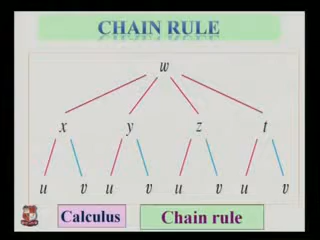 CHAIN RULE
w
x y z t
u v u v u v u v
Calculus Chain rule